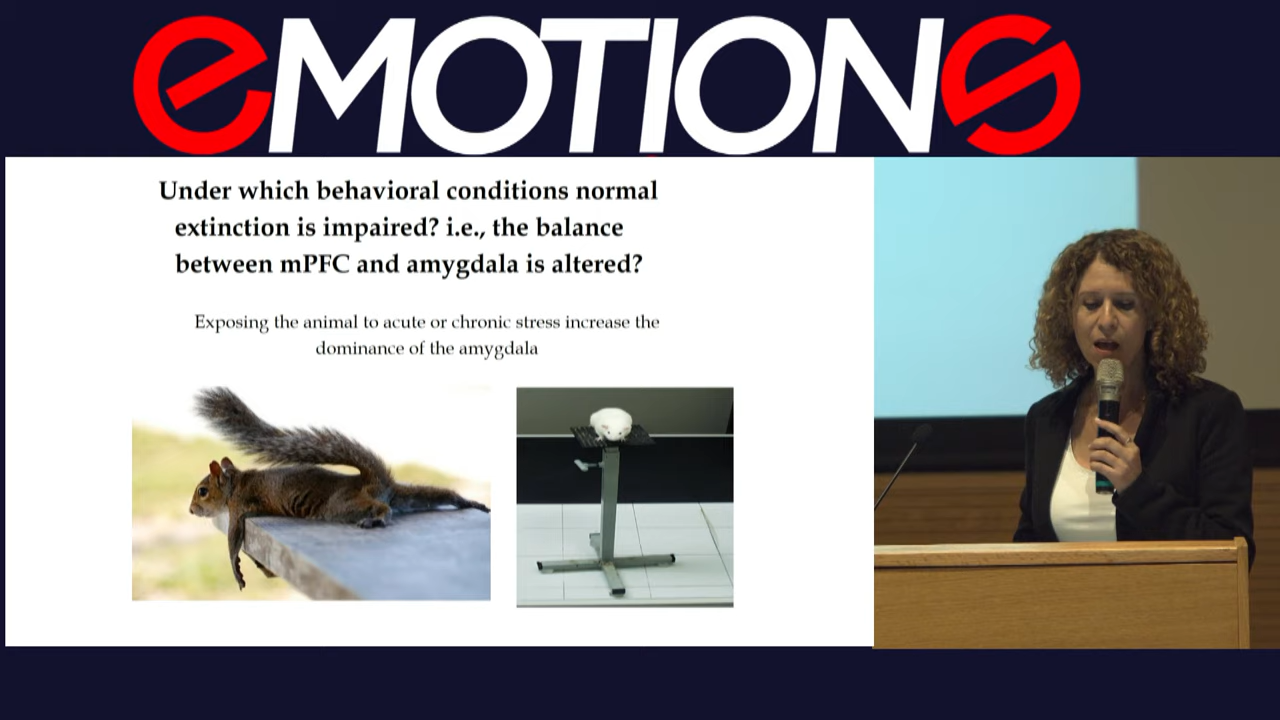 eMOTIONS
Under which behavioral conditions normal
extinction is impaired? i.e., the balance
between mPFC and amygdala is altered?
Exposing the animal to acute or chronic stress increase the
dominance of the amygdala